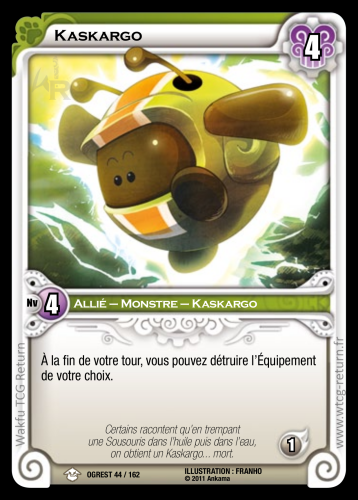 Kaskargo
4
Nv 4 Allié – Monstre – Kaskargo
À la fin de votre tour, vous pouvez détruire l'Équipement
de votre choix.
Certains racontent qu'en trempant
une Sousouris dans l'huile puis dans l'eau,
on obtient un Kaskargo... mort.
1
Wakfu TCG Return
www.wtcg-return.fr
OGREST 44 / 162
ILLUSTRATION : FRANHO
© 2011 Ankama